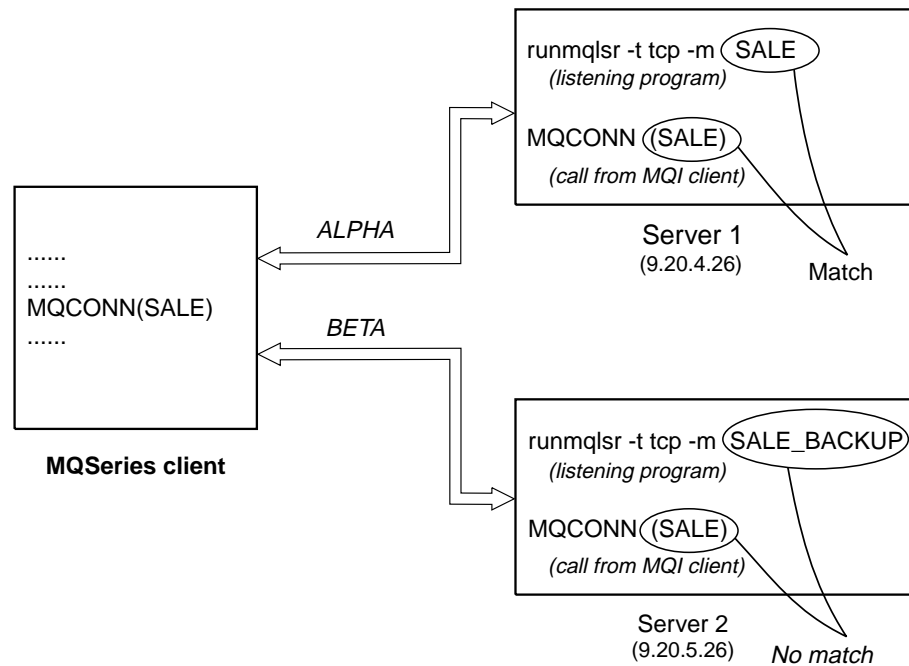 runmqlsr -t tcp -m SALE
(listening program)
MQCONN (SALE)
(call from MQI client)
Server 1
(9.20.4.26)
Match
ALPHA
......
......
MQCONN(SALE)
......
BETA
MQSeries client
runmqlsr -t tcp -m SALE_BACKUP
(listening program)
MQCONN (SALE)
(call from MQI client)
Server 2
(9.20.5.26)
No match